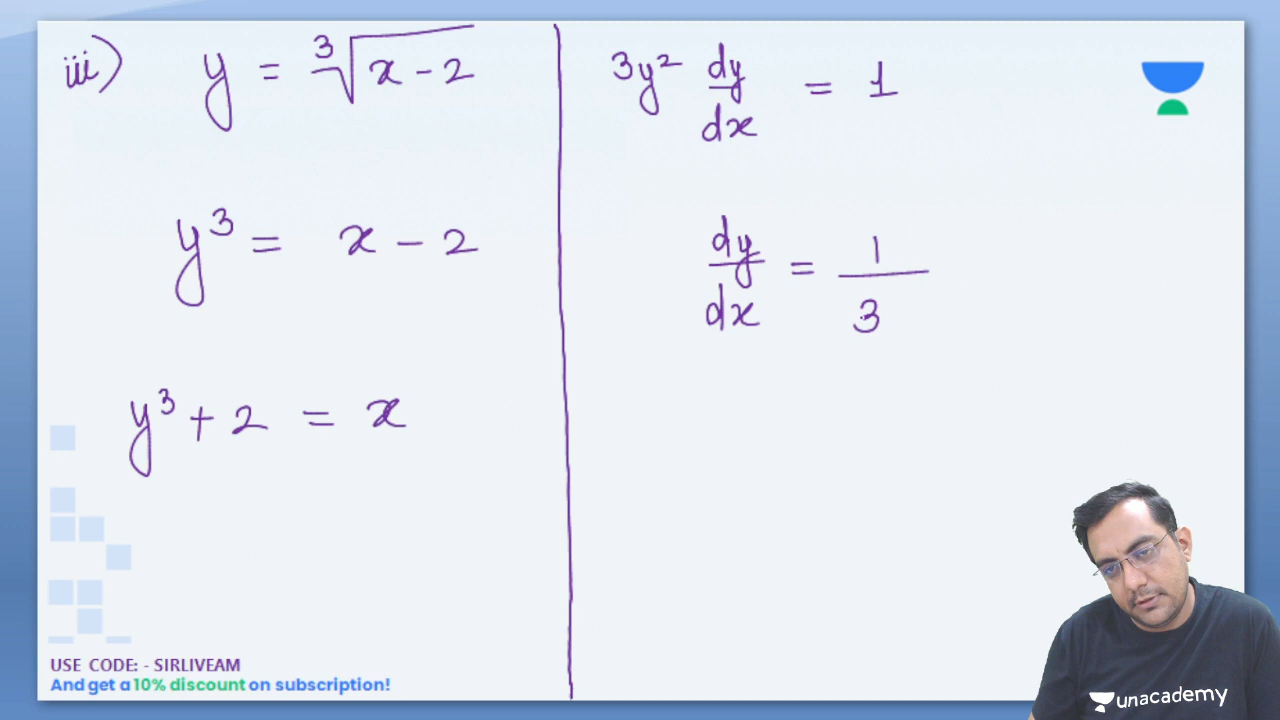 iii) y = ∛(x - 2)
y³ = x - 2
y³ + 2 = x
3y² dy/dx = 1
dy/dx = 1/3
USE CODE: - SIRLIVEAM
And get a 10% discount on subscription!
unacademy